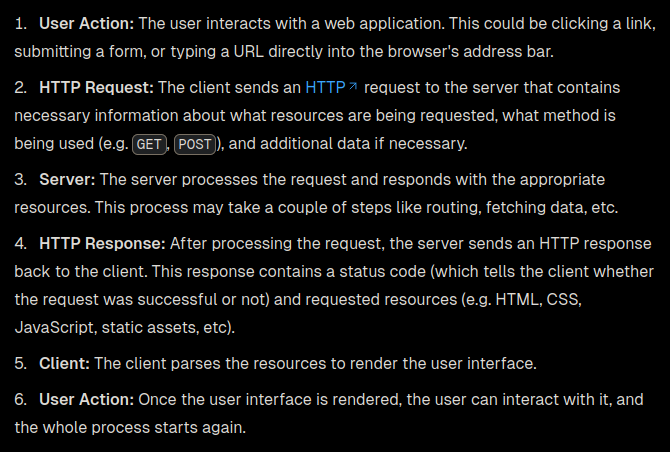 1. User Action: The user interacts with a web application. This could be clicking a link,
submitting a form, or typing a URL directly into the browser's address bar.
2. HTTP Request: The client sends an HTTP↗ request to the server that contains
necessary information about what resources are being requested, what method is
being used (e.g. GET, POST), and additional data if necessary.
3. Server: The server processes the request and responds with the appropriate
resources. This process may take a couple of steps like routing, fetching data, etc.
4. HTTP Response: After processing the request, the server sends an HTTP response
back to the client. This response contains a status code (which tells the client whether
the request was successful or not) and requested resources (e.g. HTML, CSS,
JavaScript, static assets, etc).
5. Client: The client parses the resources to render the user interface.
6. User Action: Once the user interface is rendered, the user can interact with it, and
the whole process starts again.